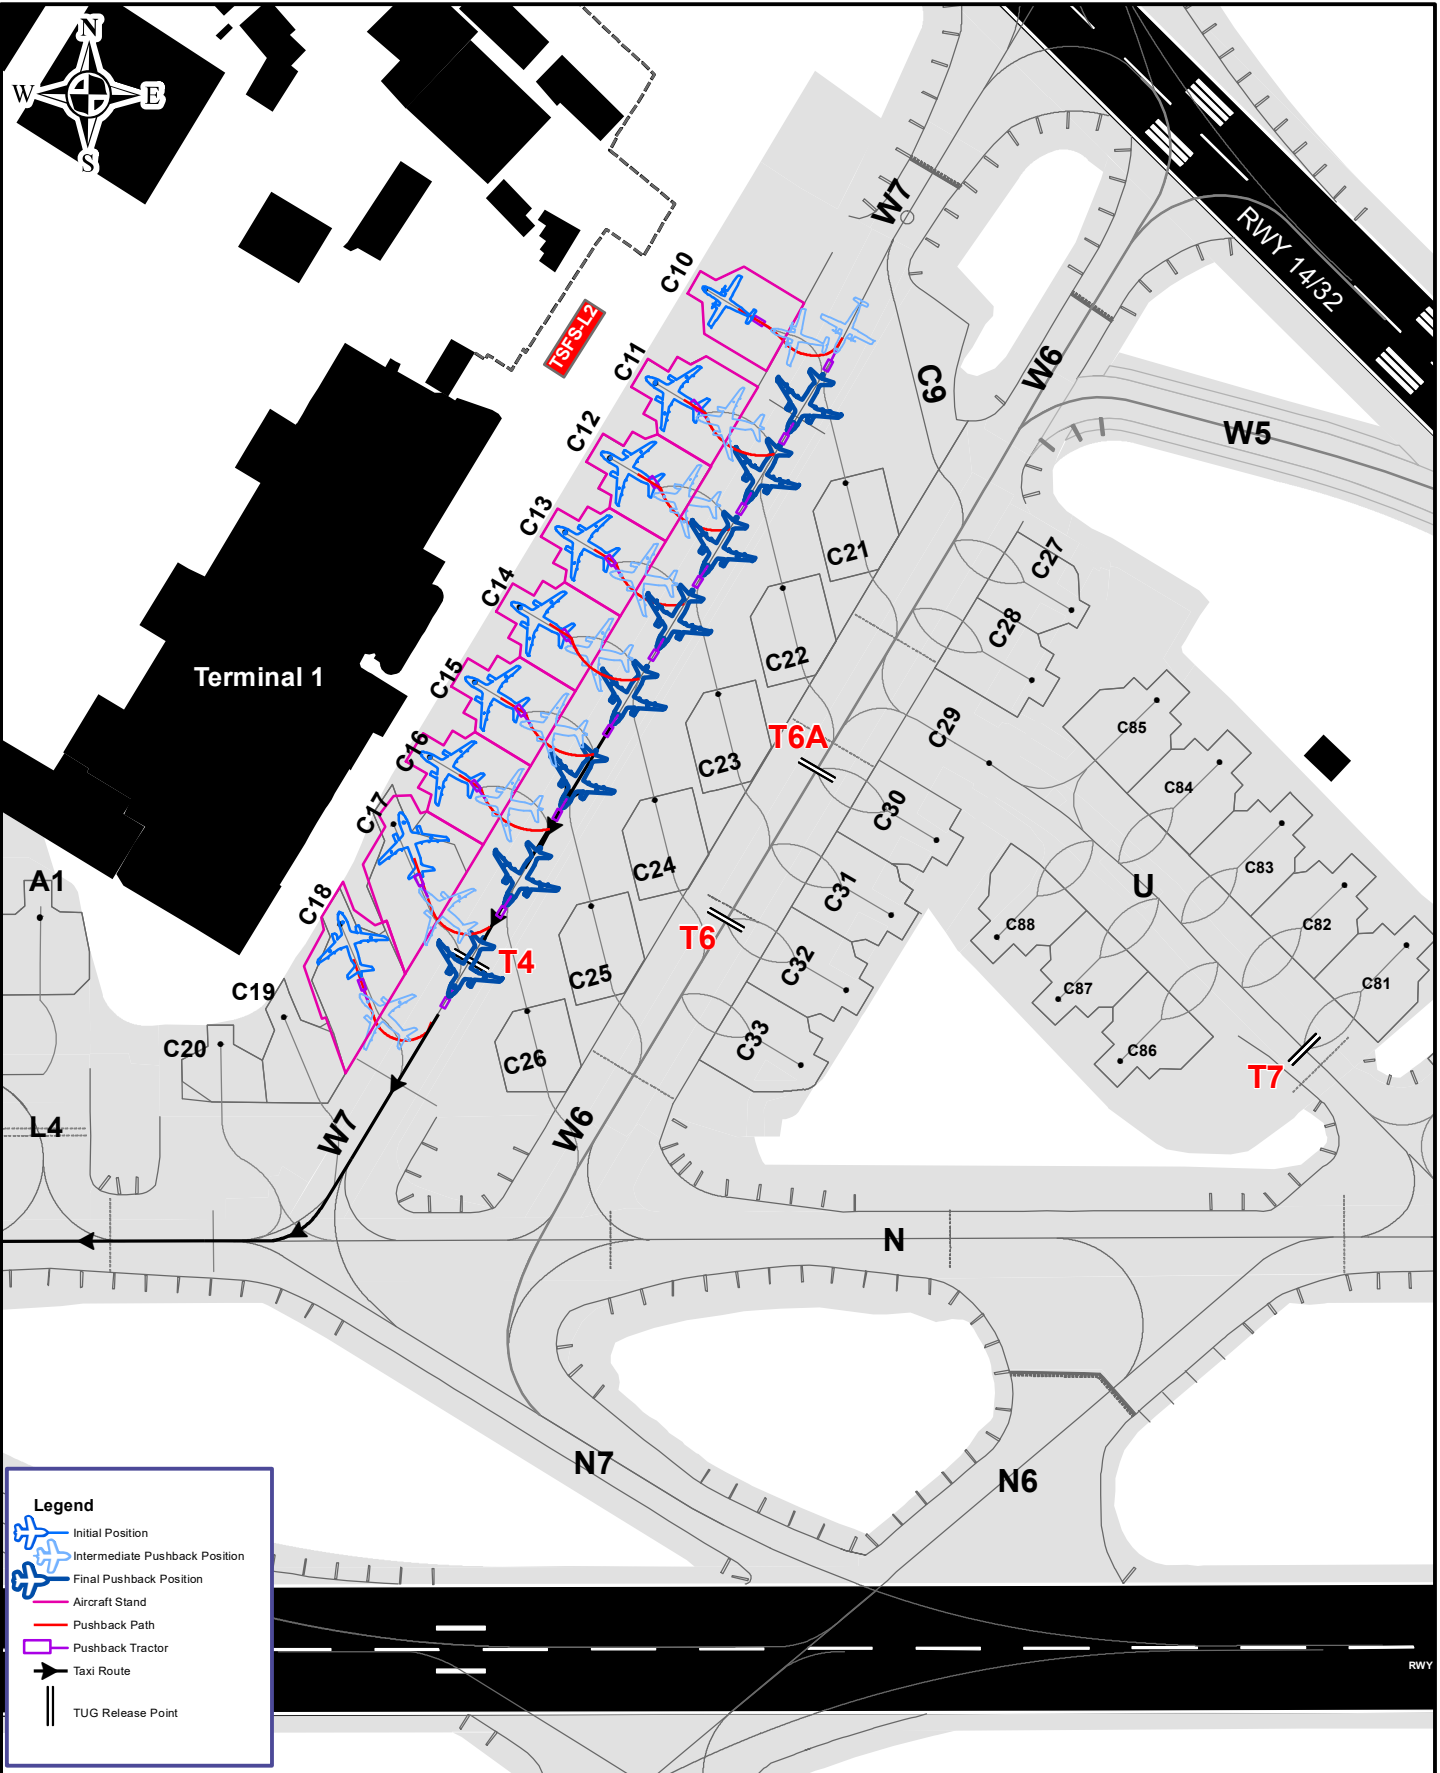 N
W
E
S
W7
RWY 14/32
C10
TSFS-L2
C11
C9
W6
W5
C12
C13
C21
C27
C14
C28
C22
C15
Terminal 1
C16
C23
T6A
C29
C85
C84
C17
C30
C24
C83
A1
C18
C31
U
C88
C82
T6
T4
C32
C25
C19
C87
C81
C20
C33
C26
C86
T7
L4
W7
W6
N
N7
N6
Legend
Initial Position
Intermediate Pushback Position
Final Pushback Position
Aircraft Stand
Pushback Path
Pushback Tractor
Taxi Route
TUG Release Point
RWY